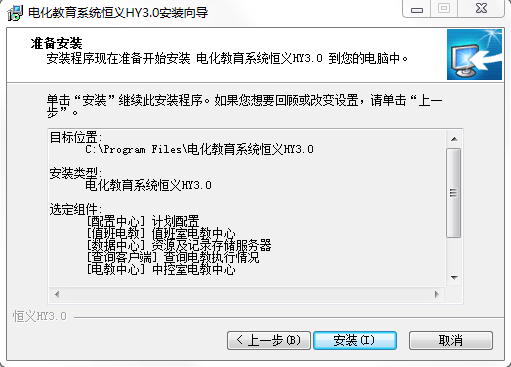 电化教育系统恒义HY3.0安装向导
准备安装
安装程序现在准备开始安装 电化教育系统恒义HY3.0 到您的电脑中。
单击“安装”继续此安装程序。如果您想要回顾或改变设置，请单击“上一
步”。
目标位置:
C:\Program Files\电化教育系统恒义HY3.0
安装类型:
电化教育系统恒义HY3.0
选定组件:
[配置中心] 计划配置
[值班电教] 值班室电教中心
[数据中心] 资源及记录存储服务器
[查询客户端] 查询电教执行情况
[电教中心] 中控室电教中心
恒义HY3.0
< 上一步(B)
安装(I)
取消